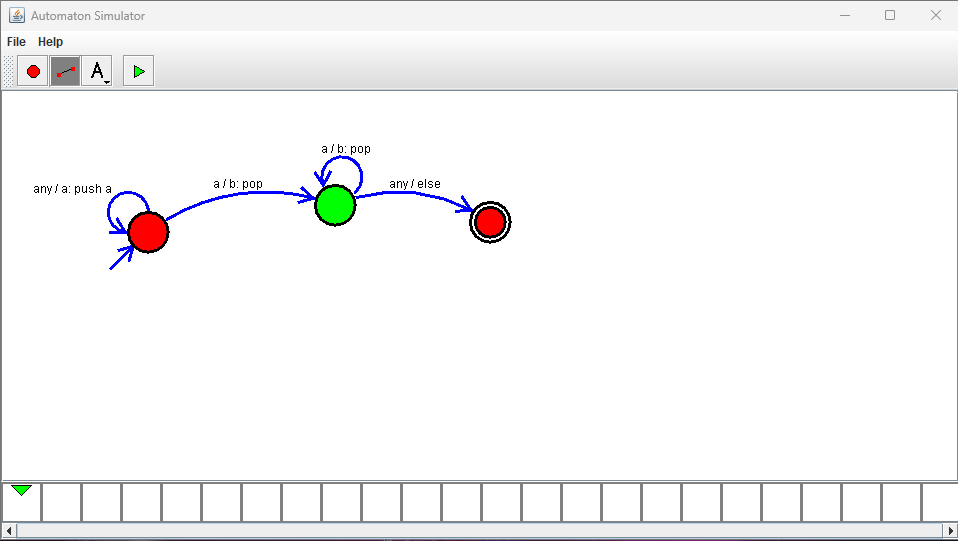 Automaton Simulator
File Help
A
a / b: pop
any / a: push a
a / b: pop
any / else